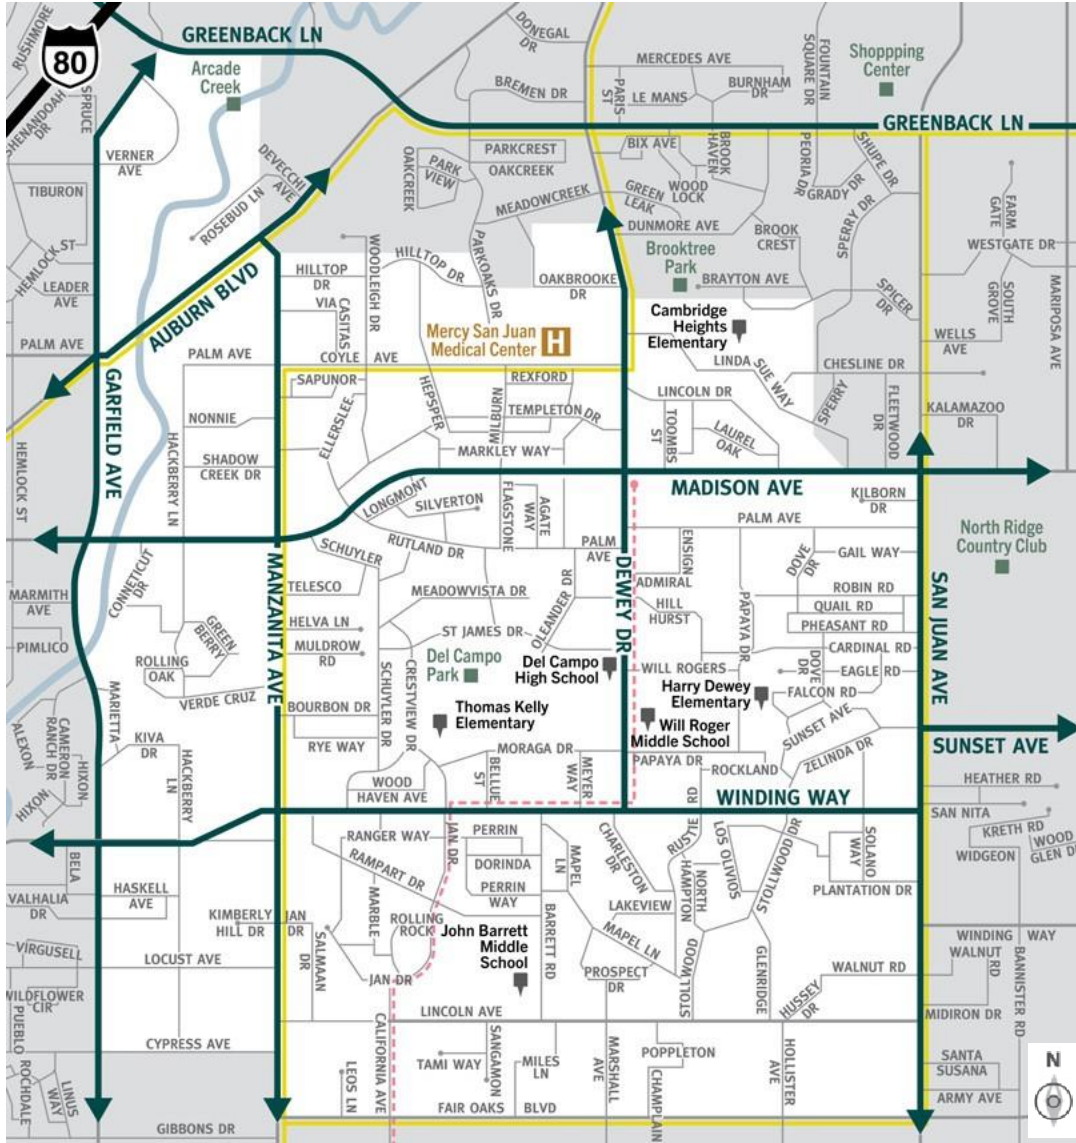 RUSHMORE
80
GREENBACK LN
Arcade
Creek
DONEGAL
DR
MERCEDES AVE
FOUNTAIN
SQUARE DR
Shoppping
Center
BREMEN DR
PARIS
ST
LE MANS
BURNHAM
DR
GREENBACK LN
SHENANDOAH
DR
SPRUCE
VERNER
AVE
DEVECCHI
AVE
OAKCREEK
PARK
VIEW
PARKCREST
OAKCREEK
BIX AVE
BROOK
HAVEN
PEORIA DR
GRADY
SHUPE DR
TIBURON
ROSEBUD LN
MEADOWCREEK
GREEN
LEAK
WOOD
LOCK
DUNMORE AVE
SPERRY DR
FARM
GATE
HEMLOCK ST
LEADER
AVE
WOODLEIGH DR
HILLTOP DR
PARKOAKS DR
BROOK
CREST
WESTGATE DR
Brooktree
Park
BRAYTON AVE
HILLTOP
DR
VIA
CASITAS
OAKBROOKE
DR
SPICER
DR
SOUTH
GROVE
MARIPOSA AVE
AUBURN BLVD
Mercy San Juan
Medical Center
H
Cambridge
Heights
Elementary
WELLS
AVE
PALM AVE
PALM AVE
COYLE AVE
LINDA
SUE WAY
CHESLINE DR
GARFIELD AVE
SAPUNOR
REXFORD
LINCOLN DR
SPERRY
FLEETWOOD
DR
KALAMAZOO
DR
NONNIE
ELLERSLEE
HEPSPER
MILBURN
TEMPLETON DR
TOOMBS
ST
LAUREL
OAK
HEMLOCK ST
HACKBERRY LN
SHADOW
CREEK DR
MARKLEY WAY
MADISON AVE
KILBORN
DR
LONGMONT
SILVERTON
FLAGSTONE
AGATE
WAY
PALM AVE
North Ridge
Country Club
CONNETICUT
DR
MANZANITA AVE
SCHUYLER
RUTLAND DR
PALM
AVE
DEWEY DR
ENSIGN
DOVE
DR
GAIL WAY
SAN JUAN AVE
MARMITH
AVE
TELESCO
MEADOWVISTA DR
OLEANDER DR
ADMIRAL
PAPAYA DR
ROBIN RD
HILL
HURST
QUAIL RD
PHEASANT RD
PIMLICO
GREEN
BERRY
HELVA LN
MULDROW
RD
ST JAMES DR
CARDINAL RD
ROLLING
OAK
Del Campo
Park
Del Campo
High School
WILL ROGERS
DOVE
DR
EAGLE RD
VERDE CRUZ
SCHUYLER DR
CRESTVIEW DR
Harry Dewey
Elementary
FALCON RD
MARIETTA
BOURBON DR
Thomas Kelly
Elementary
Will Roger
Middle School
SUNSET AVE
SUNSET AVE
ALEXON
CAMERON
RANCH DR
HIXON
HIXON
KIVA
DR
RYE WAY
MORAGA DR
PAPAYA DR
ZELINDA DR
HACKBERRY
LN
WOOD
HAVEN AVE
BELLUE
ST
MEYER
WAY
ROCKLAND
HEATHER RD
WINDING WAY
SAN NITA
JAN DR
RANGER WAY
PERRIN
DORINDA
PERRIN
WAY
CHARLESTON
DR
RUSTLE
RD
LOS OLIVIOS
STOLLWOOD DR
SOLANO
WAY
KRETH RD
WIDGEON
WOOD
GLEN DR
BELA
VALHALIA
DR
HASKELL
AVE
RAMPART DR
MAPEL
LN
NORTH
HAMPTON
PLANTATION DR
KIMBERLY
HILL DR
JAN
DR
MARBLE
ROLLING
ROCK
John Barrett
Middle
School
BARRETT RD
LAKEVIEW
MAPEL LN
WINDING WAY
VIRGUSELL
LOCUST AVE
SALMAAN
DR
JAN DR
PROSPECT
DR
STOLLWOOD
GLENRIDGE
WALNUT RD
WALNUT
RD
BANNISTER RD
WILDFLOWER
CIR
PUEBLO
HUSSEY
DR
MIDIRON DR
LINCOLN AVE
CYPRESS AVE
CALIFORNIA AVE
TAMI WAY
SANGAMON
MILES
LN
MARSHALL
AVE
POPPLETON
HOLLISTER
AVE
SANTA
SUSANA
N
ROCHDALE
LINUS
WAY
LEOS LN
CHAMPLAIN
ARMY AVE
FAIR OAKS BLVD
GIBBONS DR